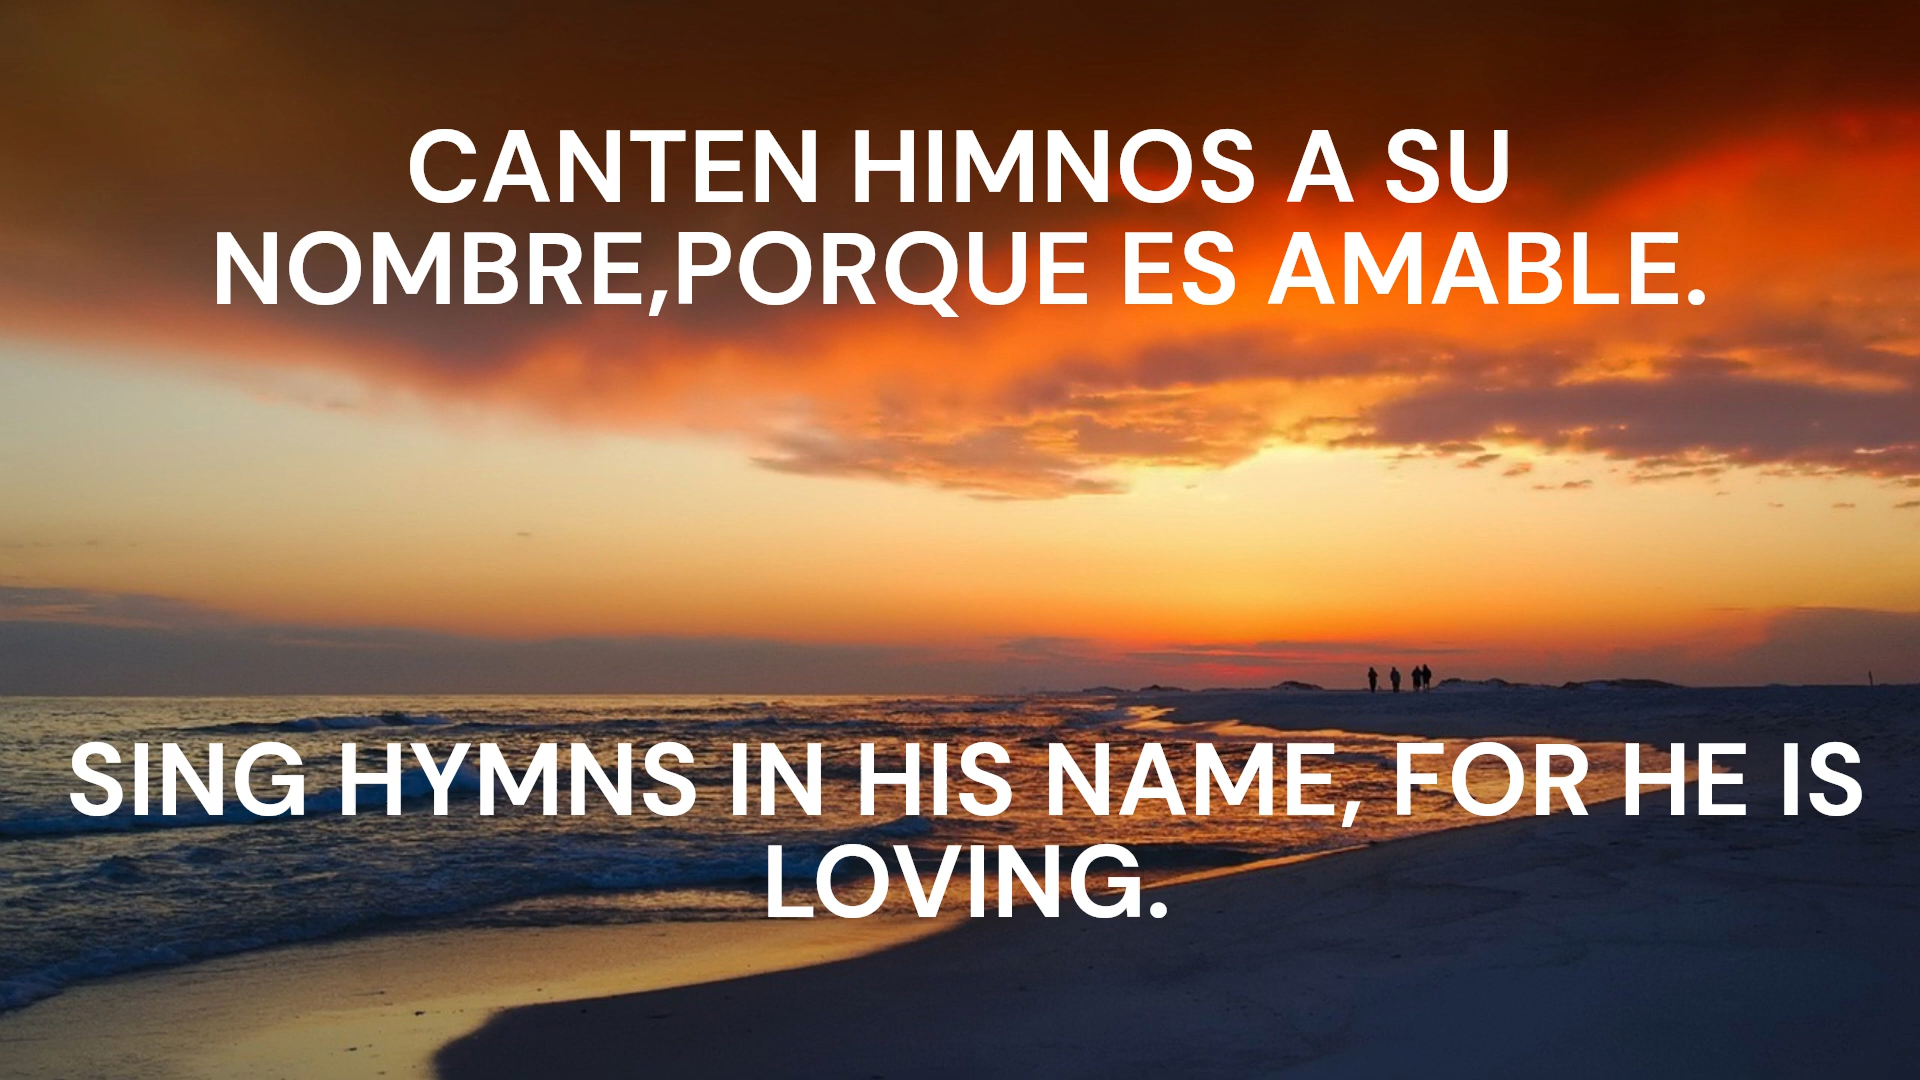 CANTEN HIMNOS A SU
NOMBRE,PORQUE ES AMABLE.
SING HYMNS IN HIS NAME, FOR HE IS
LOVING.